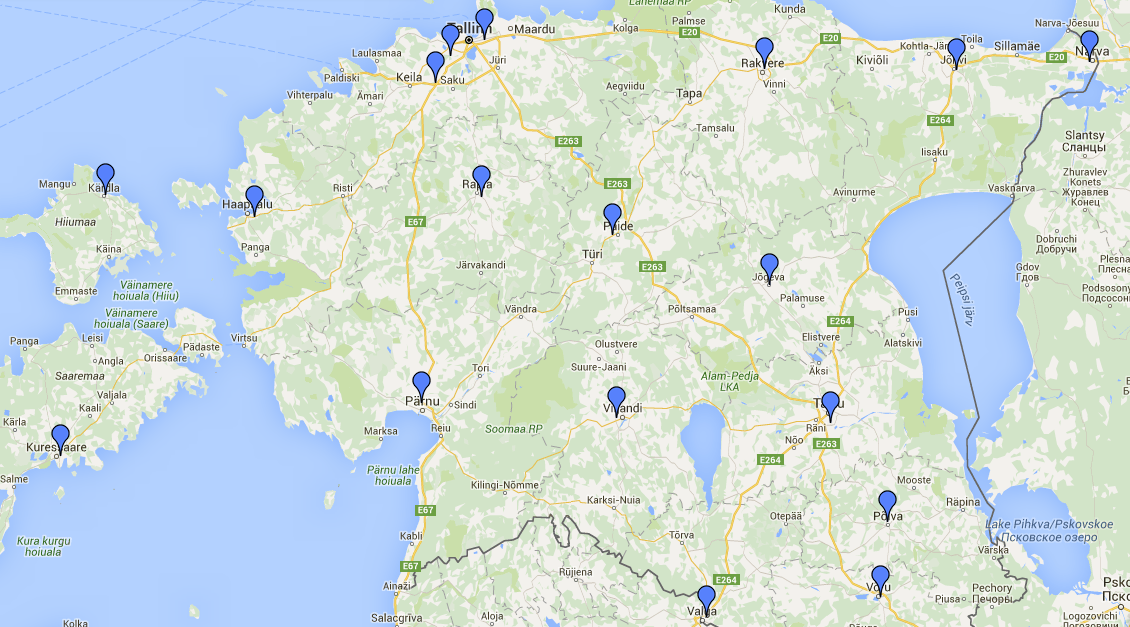 Lahemaa RP
Kunda
Palmse
Narva-Jõesuu
Tallinn
Maardu
Kolga
E20
E20
Toila
Kohtla-Jär
Sillamäe
Narva
Laulasmaa
Jüri
Rakvere
Kiviõli
Jõhvi
E20
Keila
Saku
Paldiski
Vinni
Ämari
Aegviidu
Tapa
Vihterpalu
E264
Tamsalu
Slantsy
Сланцы
E263
Iisaku
Zhuravlev
Konets
Журавлев
Конец
Mangu
Kärdla
Risti
Rapla
E263
Avinurme
Vasknarva
Haapsalu
Hiiumaa
E67
Paide
Käina
Panga
Türi
Dobruchi
Добручи
Järvakandi
E263
Jõgeva
Gdov
Гдов
Plesna
Плесна
Emmaste
Väinamere
hoiuala (Hiiu)
Palamuse
Peipsi järv
Podsosony
Подсосон
Väinamere
hoiuala (Saare)
Vändra
Põltsamaa
Pusi
E264
Panga
Leisi
Virtsu
Elistvere
Alatskivi
Pädaste
Orissaare
Olustvere
Angla
Saaremaa
Tori
Suure-Jaani
Äksi
Alam-Pedja
LKA
Valjala
Kaali
Pärnu
Sindi
Viljandi
Tartu
Kärla
Marksa
Reiu
Soomaa RP
Räni
Nõo
E263
Kuressaare
E264
Pärnu lahe
hoiuala
Salme
Kilingi-Nõmme
Mooste
Karksi-Nuia
Räpina
E67
Otepää
Põlva
Lake Pihkva/Pskovskoe
Псковское озеро
Kura kurgu
hoiuala
Kabli
Tõrva
Värska
E67
Rūjiena
E264
Võru
Ainaži
Pechory
Печоры
Piusa
Valga
Salacgrīva
Aloja
Kolka
Logozovichi